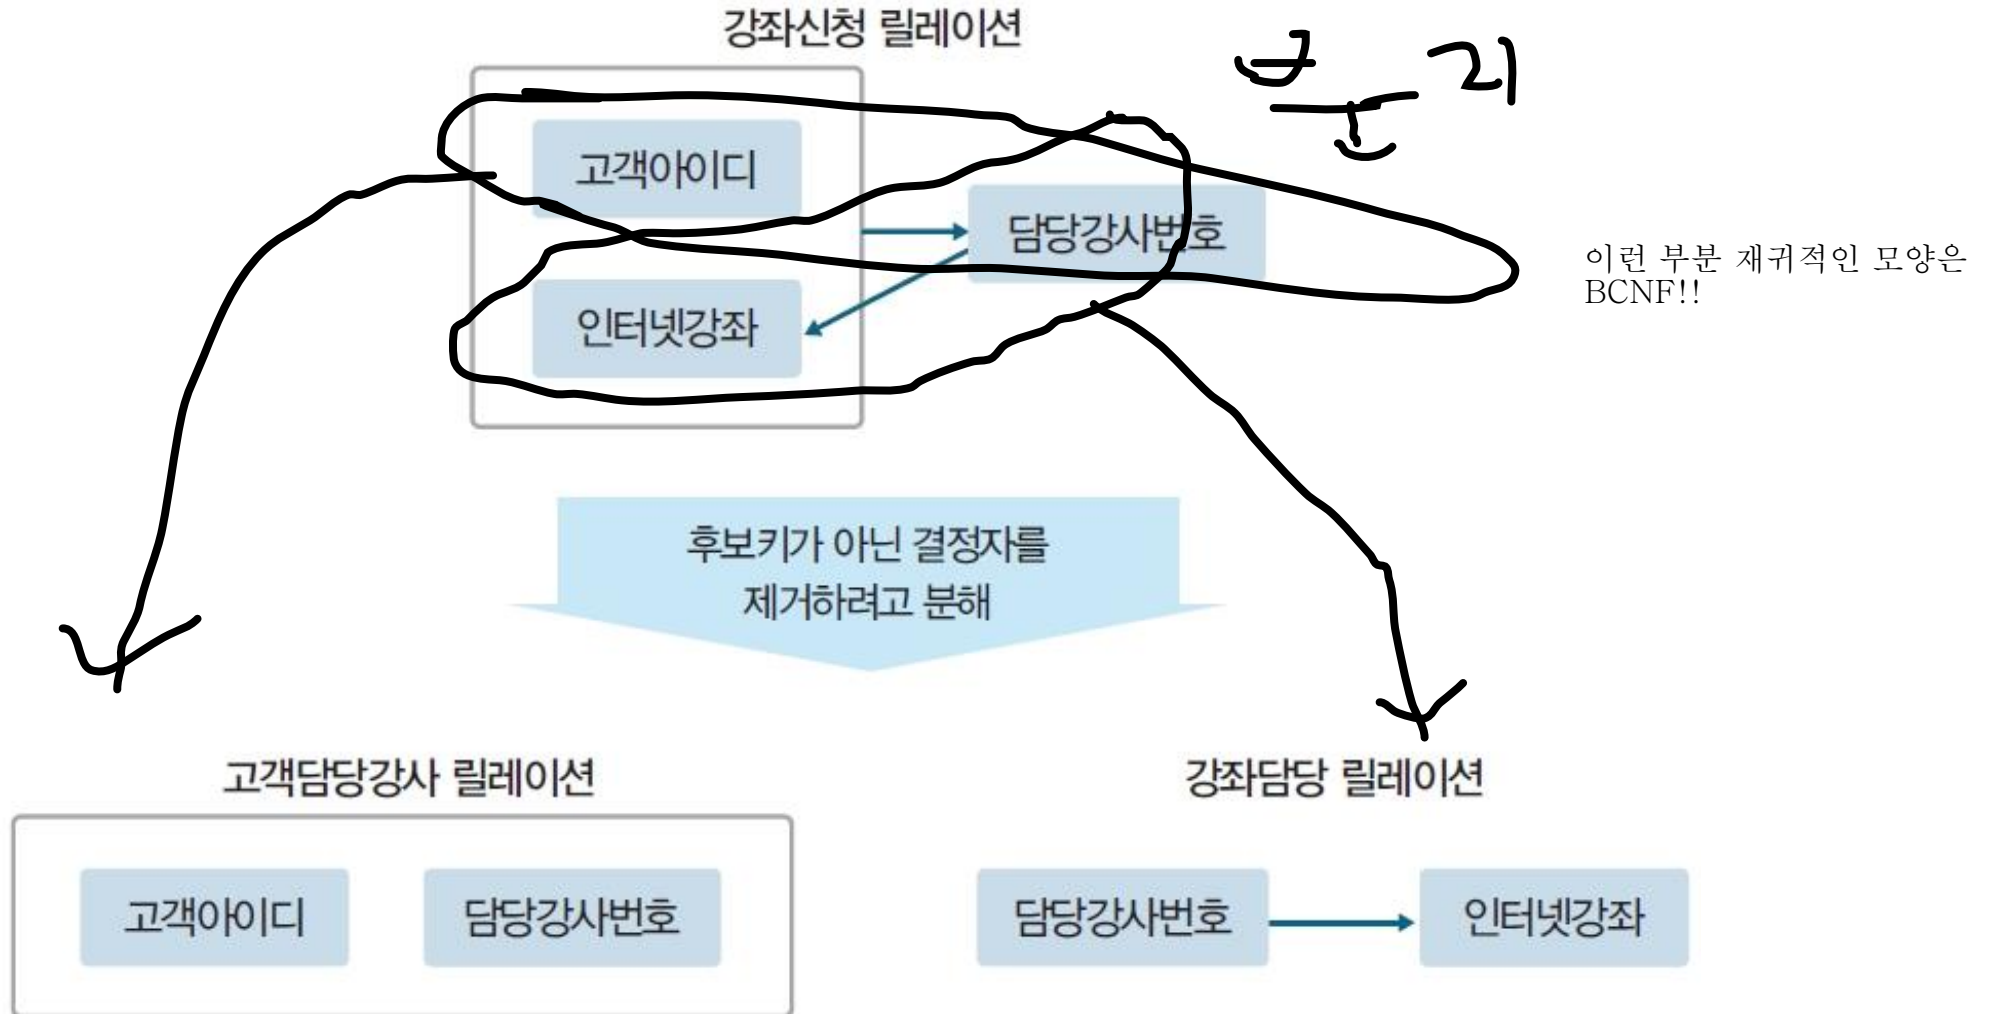 강좌신청 릴레이션
분리
고객아이디
담당강사번호
인터넷강좌
이런 부분 재귀적인 모양은
BCNF!!
후보키가 아닌 결정자를
제거하려고 분해
고객담당강사 릴레이션
강좌담당 릴레이션
고객아이디
담당강사번호
담당강사번호
인터넷강좌